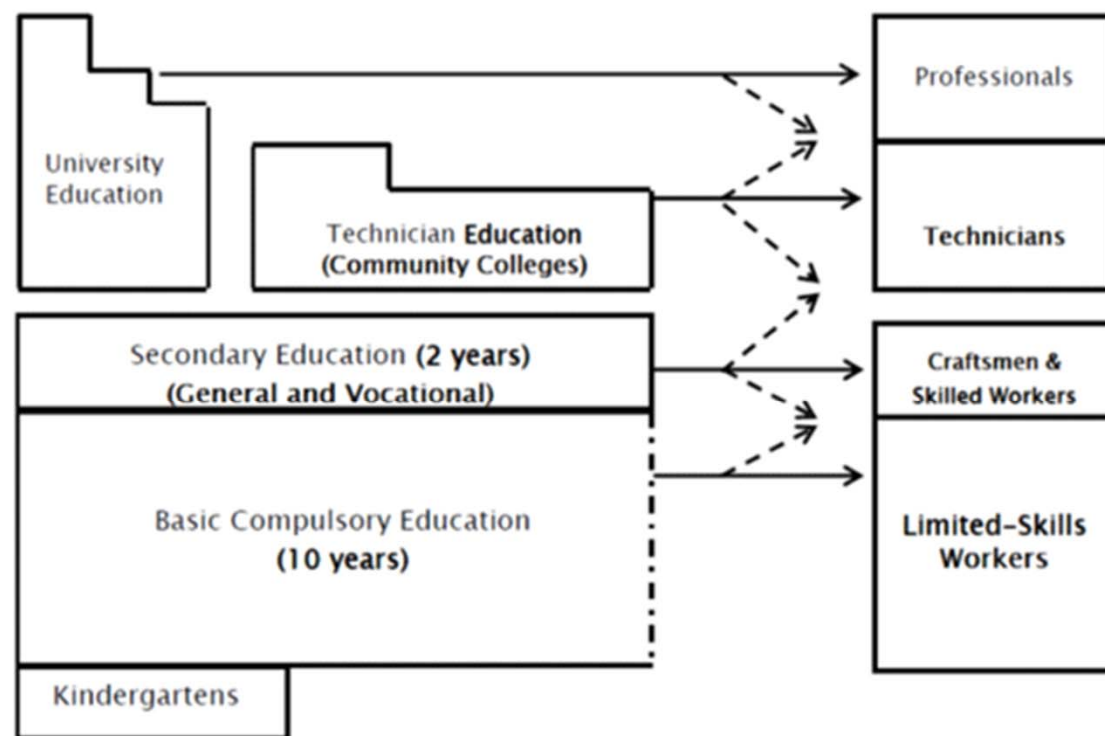 University
Education
Technician Education
(Community Colleges)
Secondary Education (2 years)
(General and Vocational)
Basic Compulsory Education
(10 years)
Kindergartens
Professionals
Technicians
Craftsmen &
Skilled Workers
Limited-Skills
Workers